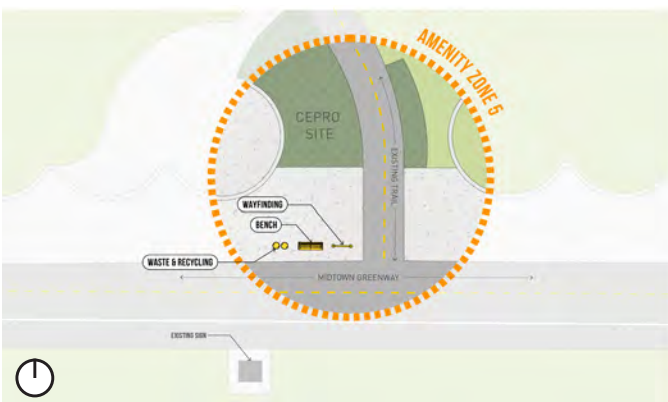 AMENITY ZONE 5
CEPRO
SITE
EXISTING TRAIL
WAYFINDING
BENCH
WASTE & RECYCLING
MIDTOWN GREENWAY
EXISTING SIGN